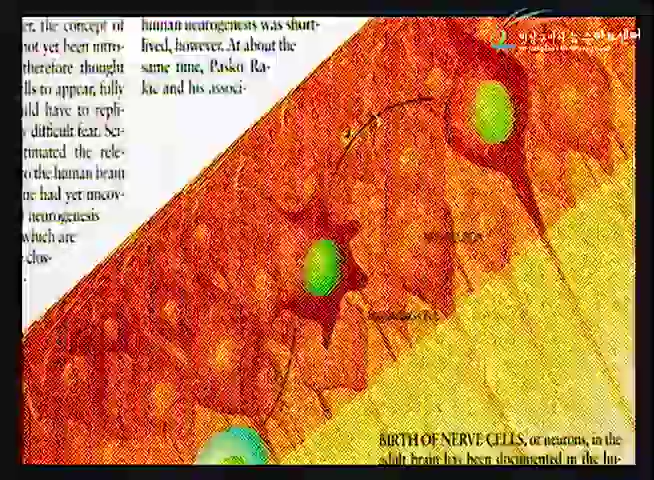 er, the concept of
not yet been intro-
therefore thought
lls to appear, fully
uld have to repli-
difficult feat. Sci-
timated the rele-
o the human brain
ne had yet uncov-
neurogenesis
which are
clos-
human neurogenesis was short-
lived, however. At about the
same time, Pasko Ra-
kic and his associ-
BIRTH OF NERVE CELLS, or neurons, in the
adult brain has been documented in the hu-